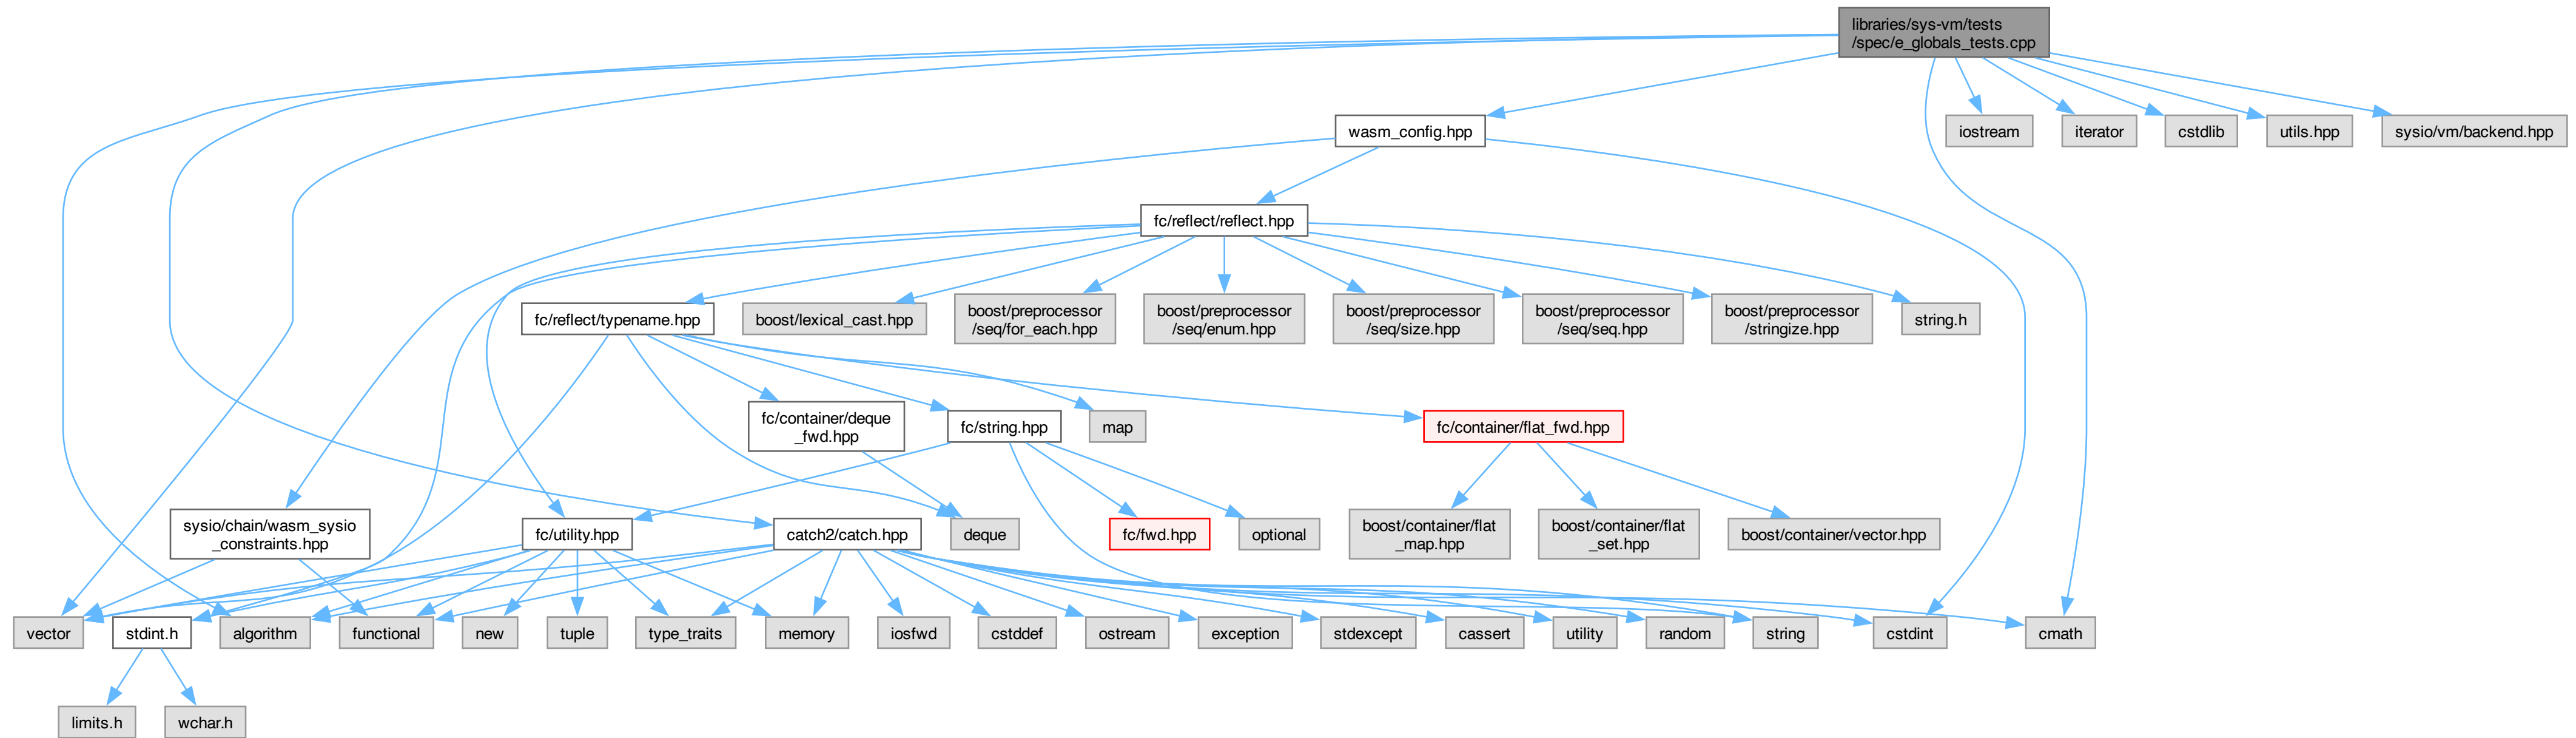 libraries/sys-vm/tests
/spec/e_globals_tests.cpp
wasm_config.hpp
iostream
iterator
cstdlib
utils.hpp
sysio/vm/backend.hpp
fc/reflect/reflect.hpp
fc/reflect/typename.hpp
boost/lexical_cast.hpp
boost/preprocessor
/seq/for_each.hpp
boost/preprocessor
/seq/enum.hpp
boost/preprocessor
/seq/size.hpp
boost/preprocessor
/seq/seq.hpp
boost/preprocessor
/stringize.hpp
string.h
fc/container/deque
_fwd.hpp
fc/string.hpp
map
fc/container/flat_fwd.hpp
sysio/chain/wasm_sysio
_constraints.hpp
fc/utility.hpp
catch2/catch.hpp
deque
fc/fwd.hpp
optional
boost/container/flat
_map.hpp
boost/container/flat
_set.hpp
boost/container/vector.hpp
vector
stdint.h
algorithm
functional
new
tuple
type_traits
memory
iosfwd
cstddef
ostream
exception
stdexcept
cassert
utility
random
string
cstdint
cmath
limits.h
wchar.h